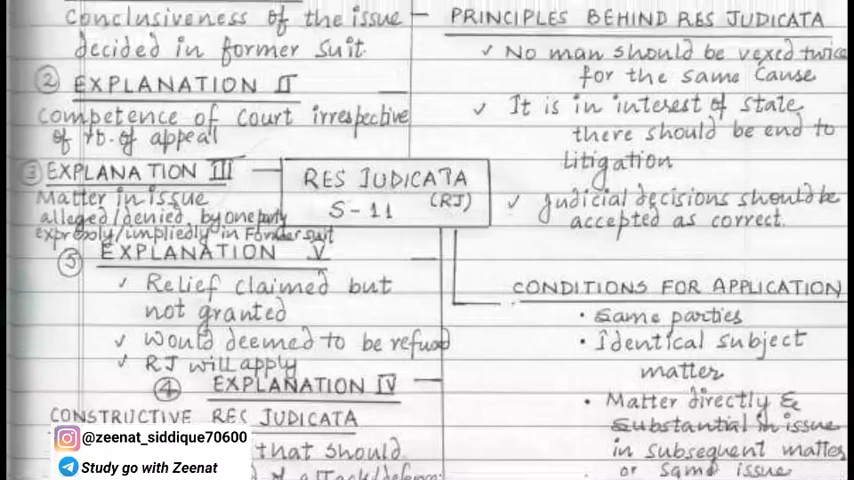 Conclusiveness of the issue
decided in former suit
② EXPLANATION II
competence of court irrespective
of rt. of appeal
③ EXPLANATION III
Matter in issue
alleged/denied by one party
expressly/impliedly in Former suit
⑤ EXPLANATION V
✓ Relief claimed but
not granted
✓ Would deemed to be refused
✓ RJ will apply
④ EXPLANATION IV
CONSTRUCTIVE RES JUDICATA
that should
RES JUDICATA
S-11 (RJ)
PRINCIPLES BEHIND RES JUDICATA
✓ No man should be vexed twice
for the same Cause
✓ It is in interest of state
there should be end to
litigation
✓ Judicial decisions should be
accepted as correct.
CONDITIONS FOR APPLICATION
• Same parties
• Identical subject
matter
• Matter directly &
substantial in issue
in subsequent matter
or same issue
@zeenat_siddique70600
Study go with Zeenat